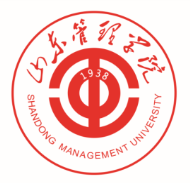 山东管理学院
1938
SHANDONG MANAGEMENT UNIVERSITY